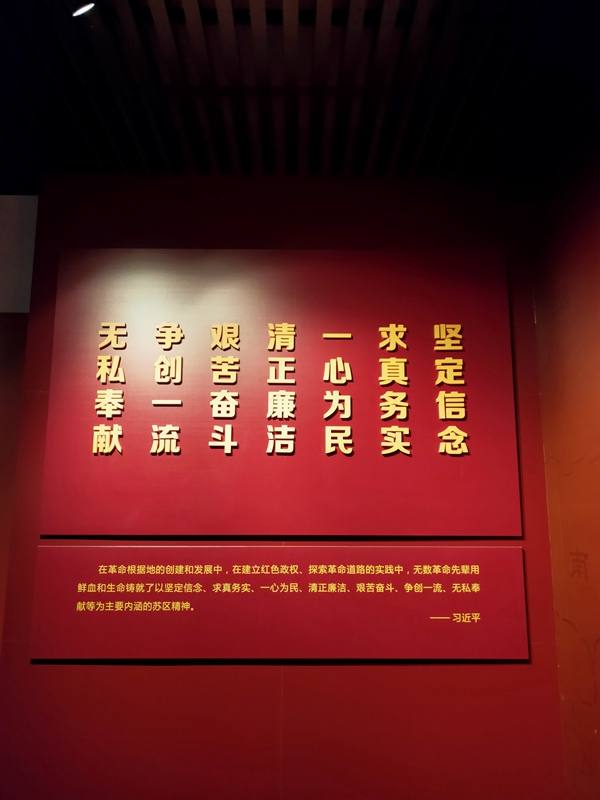 坚定信念
求真务实
一心为民
清正廉洁
艰苦奋斗
争创一流
无私奉献
在革命根据地的创建和发展中，在建立红色政权、探索革命道路的实践中，无数革命先辈用
鲜血和生命铸就了以坚定信念、求真务实、一心为民、清正廉洁、艰苦奋斗、争创一流、无私奉
献等为主要内涵的苏区精神。
——习近平